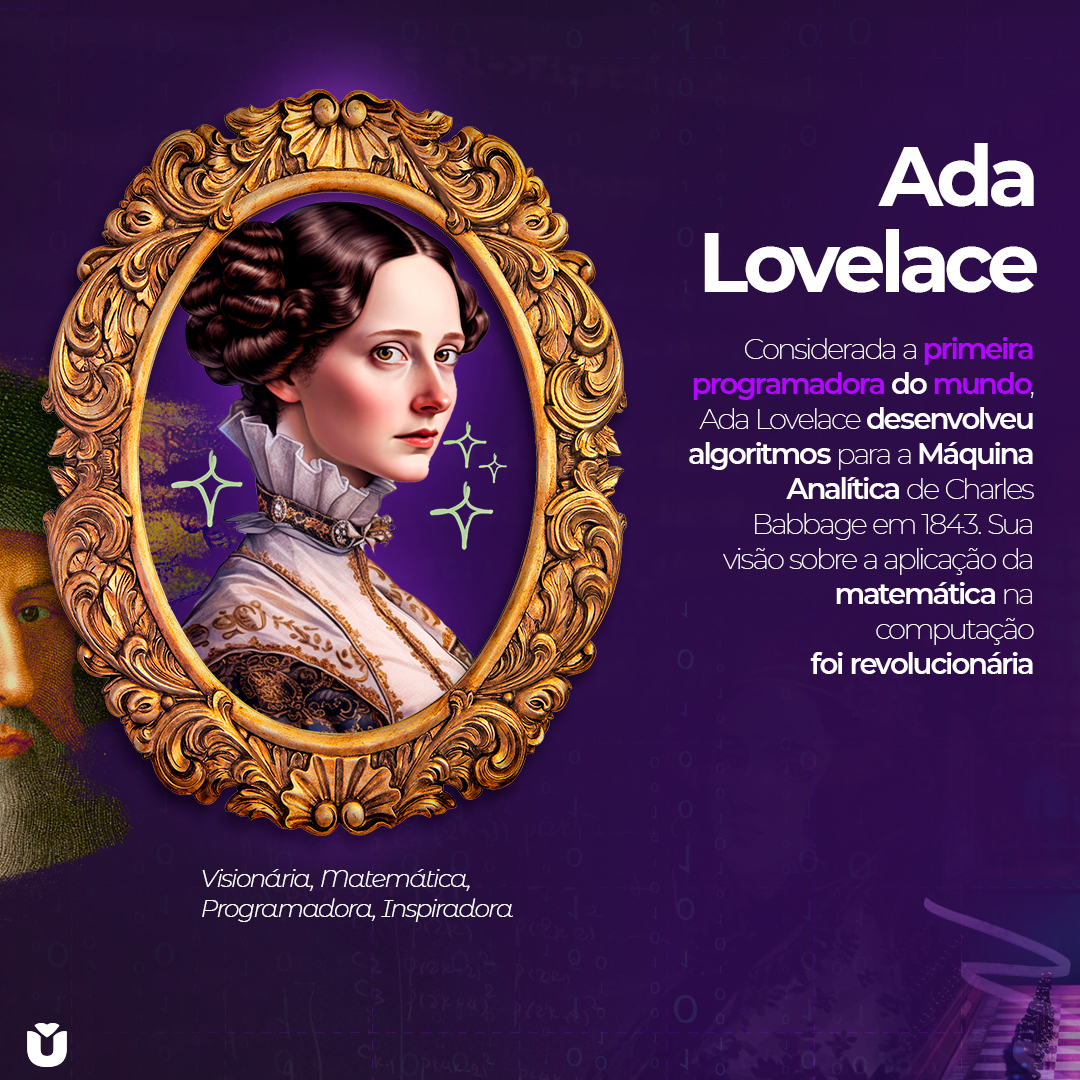 Ada
Lovelace
Considerada a primeira
programadora do mundo,
Ada Lovelace desenvolveu
algoritmos para a Máquina
Analítica de Charles
Babbage em 1843. Sua
visão sobre a aplicação da
matemática na
computação
foi revolucionária
Visionária, Matemática,
Programadora, Inspiradora